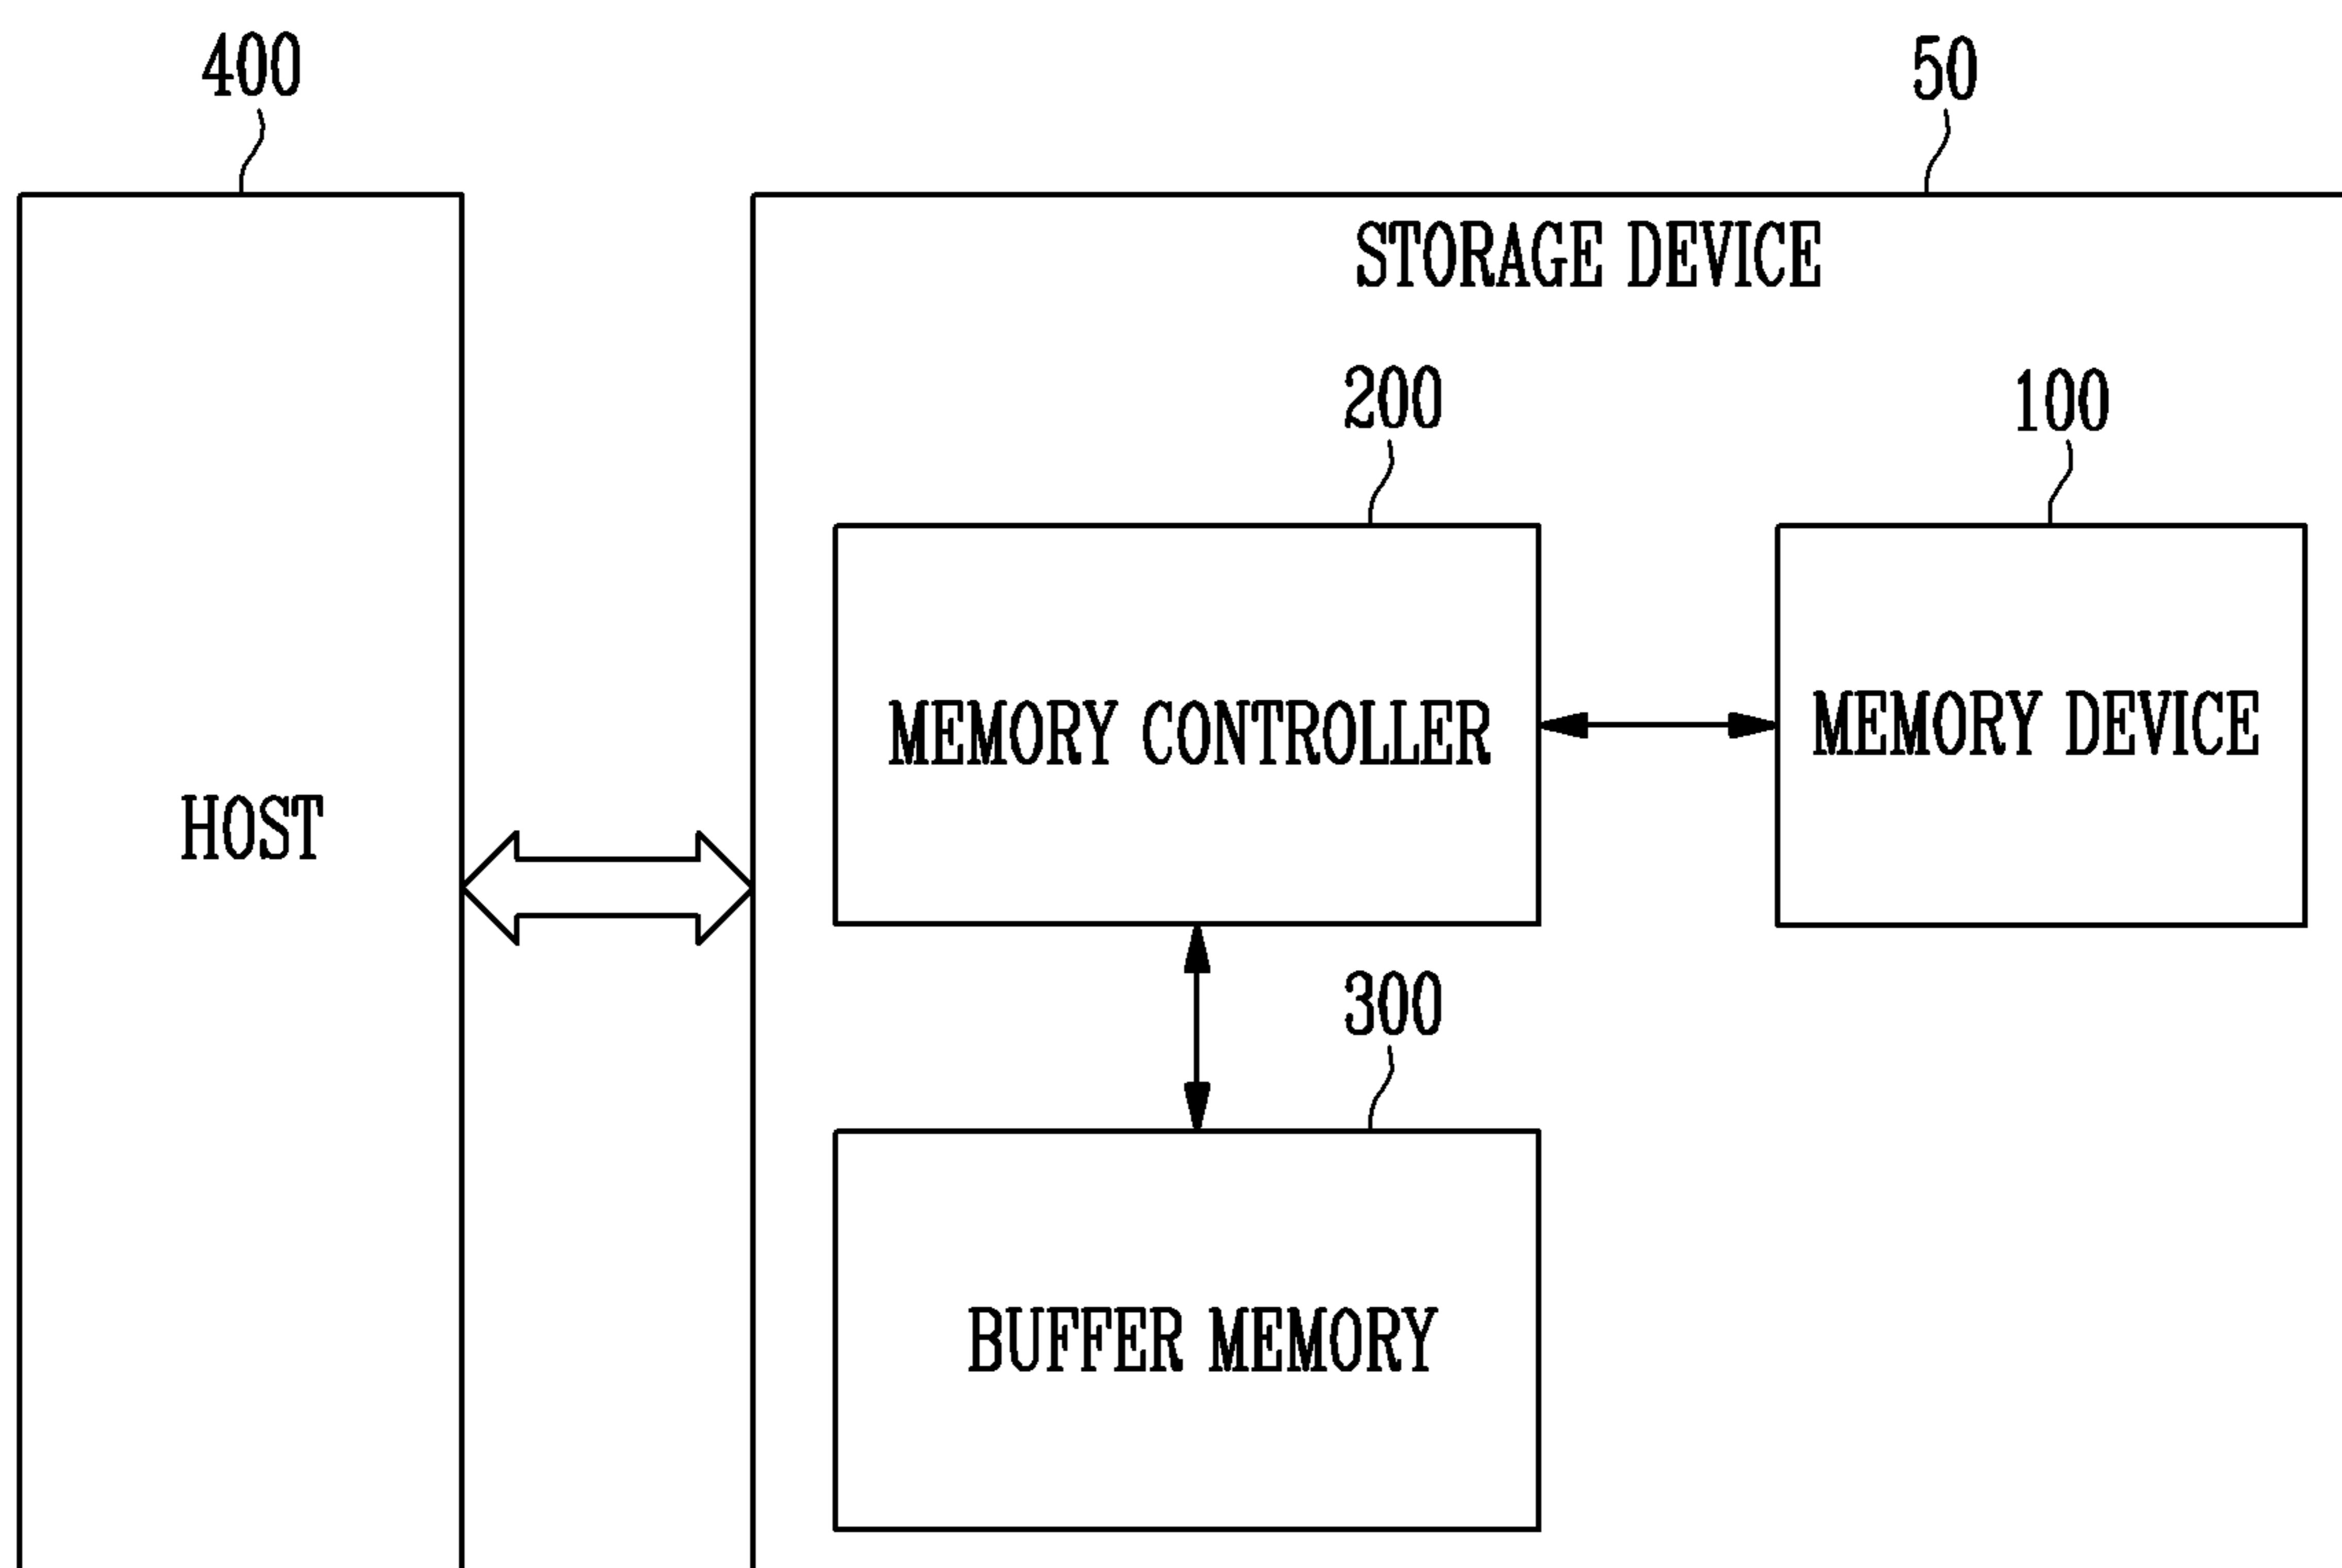 400
50
STORAGE DEVICE
200
100
MEMORY CONTROLLER
MEMORY DEVICE
HOST
300
BUFFER MEMORY